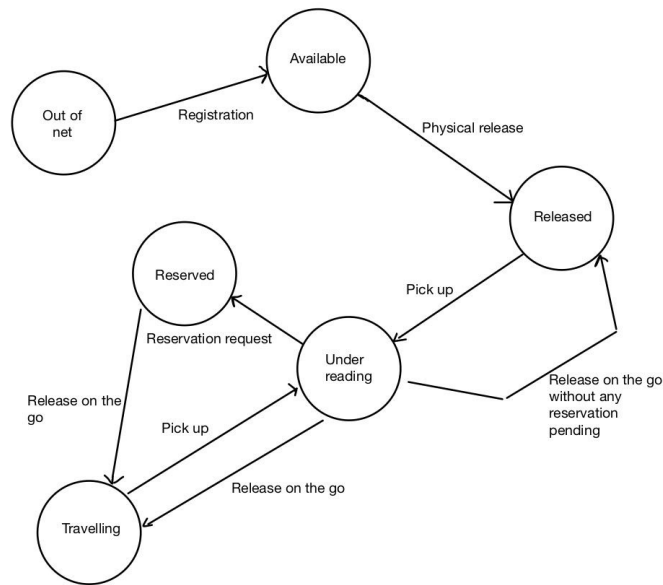 Available
Out of
net
Registration
Physical release
Released
Reserved
Pick up
Reservation request
Under
reading
Release on the go
without any
reservation
pending
Release on the
go
Pick up
Release on the go
Travelling